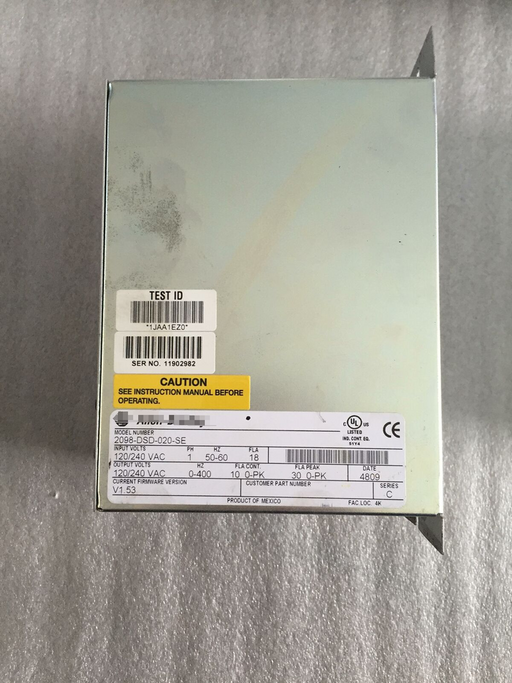 TEST ID
*1JAA1EZ0*
SER NO. 11902982
CAUTION
SEE INSTRUCTION MANUAL BEFORE
OPERATING.
MODEL NUMBER
2098-DSD-020-SE
C UL US
LISTED
IND. CONT. EQ.
CE
INPUT VOLTS PH HZ FLA
120/240 VAC 1 50-60 18
OUTPUT VOLTS HZ FLA CONT. FLA PEAK DATE
120/240 VAC 0-400 10 0-PK 30 0-PK 4809
CURRENT FIRMWARE VERSION CUSTOMER PART NUMBER SERIES
V1.53 C
PRODUCT OF MEXICO FAC. LOC. 4K